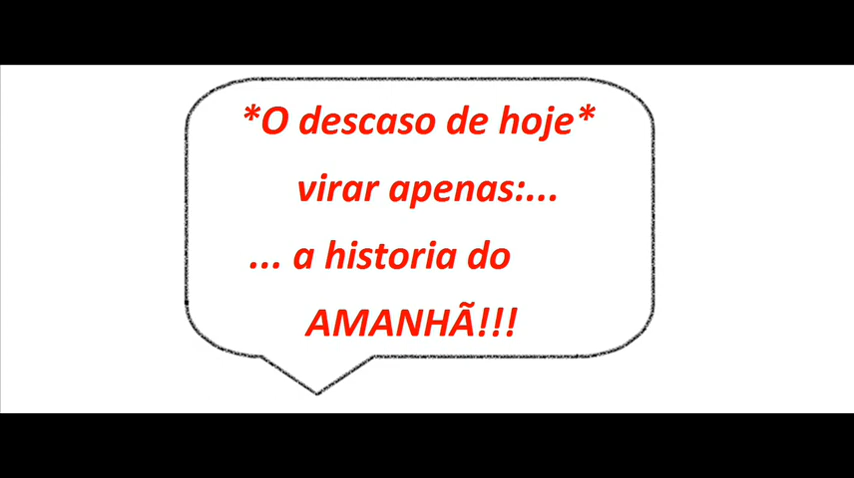 *O descaso de hoje*
virar apenas:...
... a historia do
AMANHÃ!!!